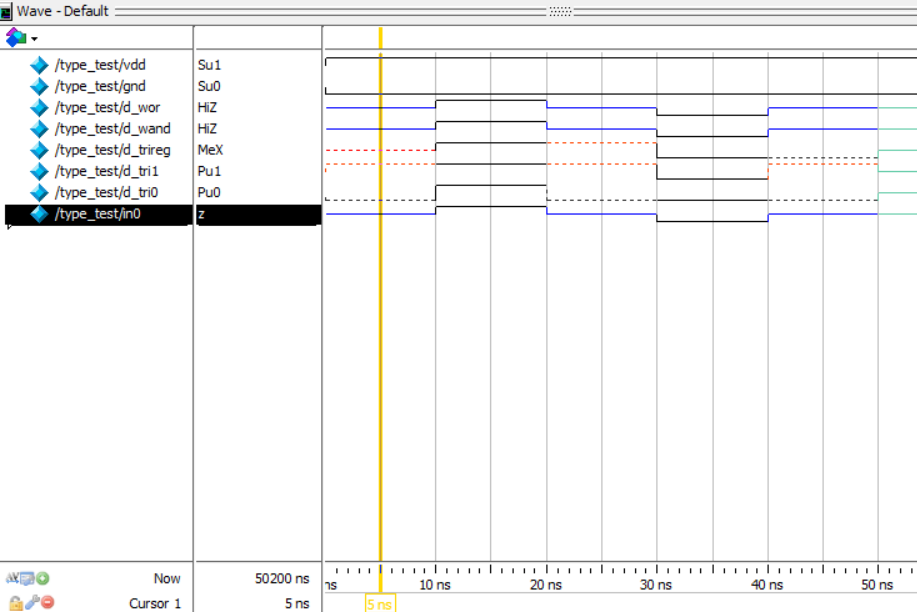 Wave - Default
/type_test/vdd Su1
/type_test/gnd Su0
/type_test/d_wor HiZ
/type_test/d_wand HiZ
/type_test/d_trireg MeX
/type_test/d_tri1 Pu1
/type_test/d_tri0 Pu0
/type_test/in0 z
Now 50200 ns ns 10 ns 20 ns 30 ns 40 ns 50 ns
Cursor 1 5 ns 5 ns